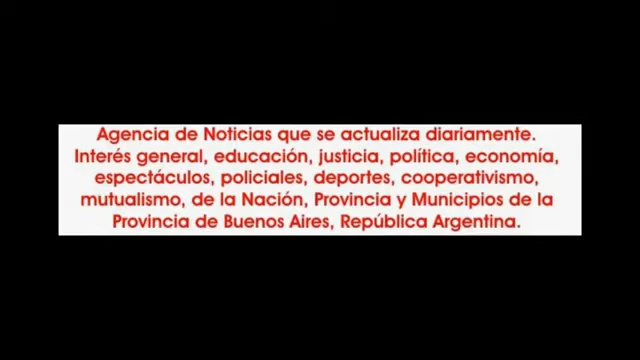 Agencia de Noticias que se actualiza diariamente.
Interés general, educación, justicia, política, economía,
espectáculos, policiales, deportes, cooperativismo,
mutualismo, de la Nación, Provincia y Municipios de la
Provincia de Buenos Aires, República Argentina.